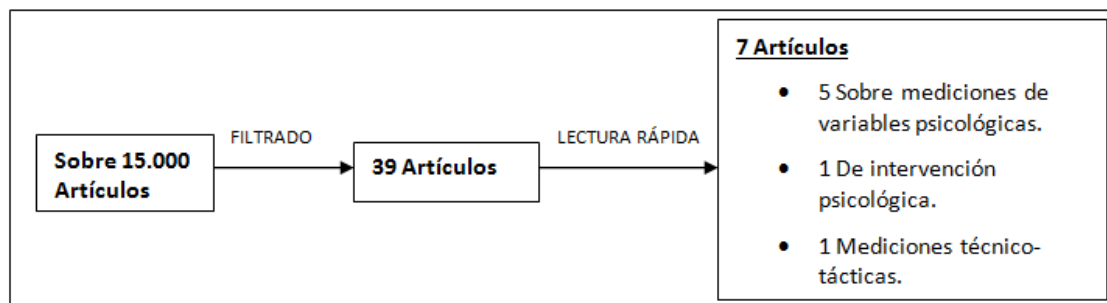 Sobre 15.000
Artículos
FILTRADO
39 Artículos
LECTURA RÁPIDA
7 Artículos
• 5 Sobre mediciones de
variables psicológicas.
• 1 De intervención
psicológica.
• 1 Mediciones técnico-
tácticas.